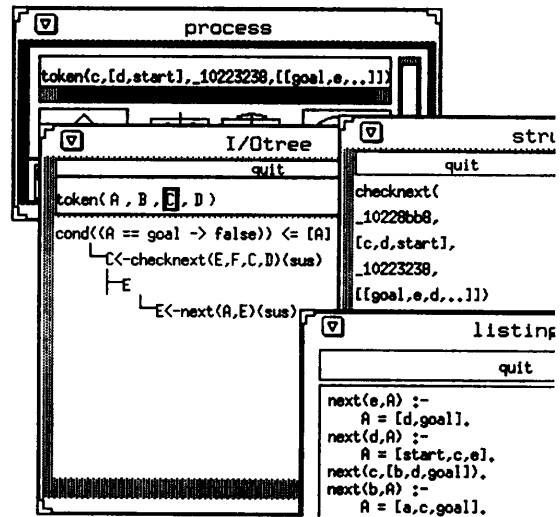 process
token(c,[d,start],_10223238,[[goal,e,..]])
I/Otree
quit
token( A , B , C , D )
cond((A == goal -> false)) <= [A]
C<-checknext(E,F,C,D)(sus)
E
E<-next(A,E)(sus)
stru
quit
checknext(
_10228bb8,
[c,d,start],
_10223238,
[[goal,e,d,..]])
listing
quit
next(e,A) :-
A = [d,goal].
next(d,A) :-
A = [start,c,e].
next(c,[b,d,goal]).
next(b,A) :-
A = [a,c,goal].